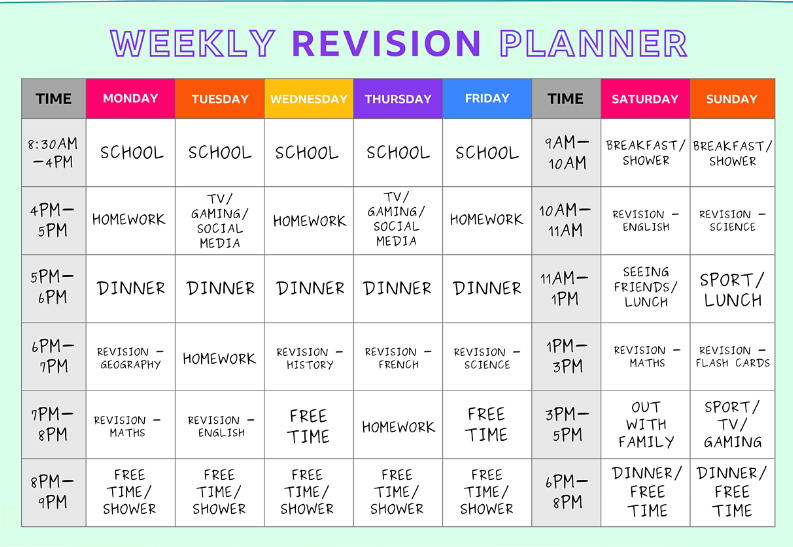 WEEKLY REVISION PLANNER
TIME MONDAY TUESDAY WEDNESDAY THURSDAY FRIDAY TIME SATURDAY SUNDAY
8:30AM
—4PM
SCHOOL
SCHOOL
SCHOOL
SCHOOL
SCHOOL
9AM—
10AM
BREAKFAST/
SHOWER
BREAKFAST/
SHOWER
4PM—
5PM
HOMEWORK
TV/
GAMING/
SOCIAL
MEDIA
HOMEWORK
TV/
GAMING/
SOCIAL
MEDIA
HOMEWORK
10AM—
11AM
REVISION –
ENGLISH
REVISION –
SCIENCE
5PM—
6PM
DINNER
DINNER
DINNER
DINNER
DINNER
11AM—
1PM
SEEING
FRIENDS/
LUNCH
SPORT/
LUNCH
6PM—
7PM
REVISION –
GEOGRAPHY
HOMEWORK
REVISION –
HISTORY
REVISION –
FRENCH
REVISION –
SCIENCE
1PM—
3PM
REVISION –
MATHS
REVISION –
FLASH CARDS
7PM—
8PM
REVISION –
MATHS
REVISION –
ENGLISH
FREE
TIME
HOMEWORK
FREE
TIME
3PM—
5PM
OUT
WITH
FAMILY
SPORT/
TV/
GAMING
8PM—
9PM
FREE
TIME/
SHOWER
FREE
TIME/
SHOWER
FREE
TIME/
SHOWER
FREE
TIME/
SHOWER
FREE
TIME/
SHOWER
6PM—
8PM
DINNER/
FREE
TIME
DINNER/
FREE
TIME